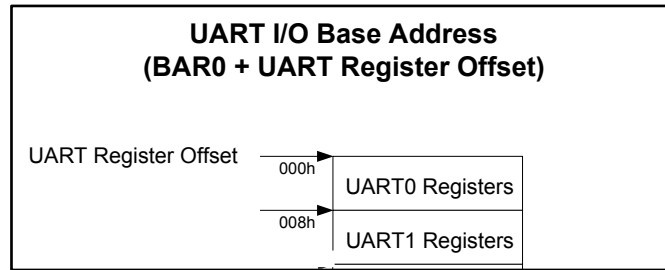 UART I/O Base Address
(BAR0 + UART Register Offset)
UART Register Offset
000h
UART0 Registers
008h
UART1 Registers